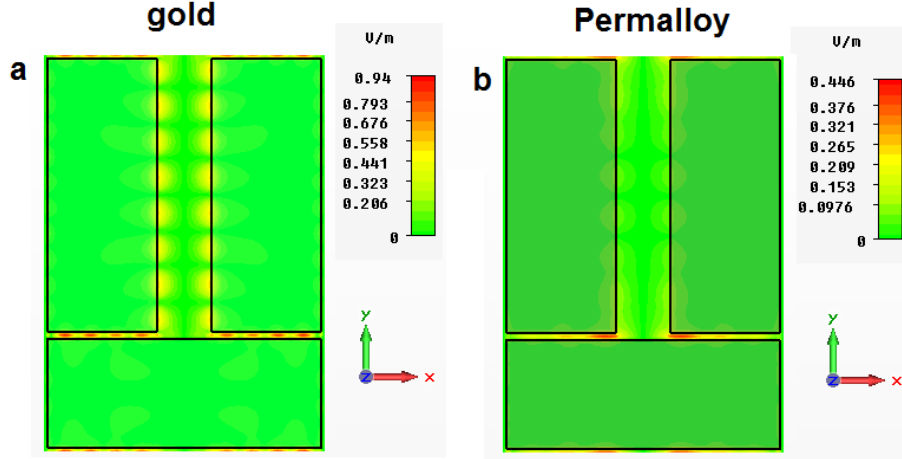 gold
Permalloy
a
V/m
0.94
0.793
0.676
0.558
0.441
0.323
0.206
0
y
z
x
b
V/m
0.446
0.376
0.321
0.265
0.209
0.153
0.0976
0
y
z
x